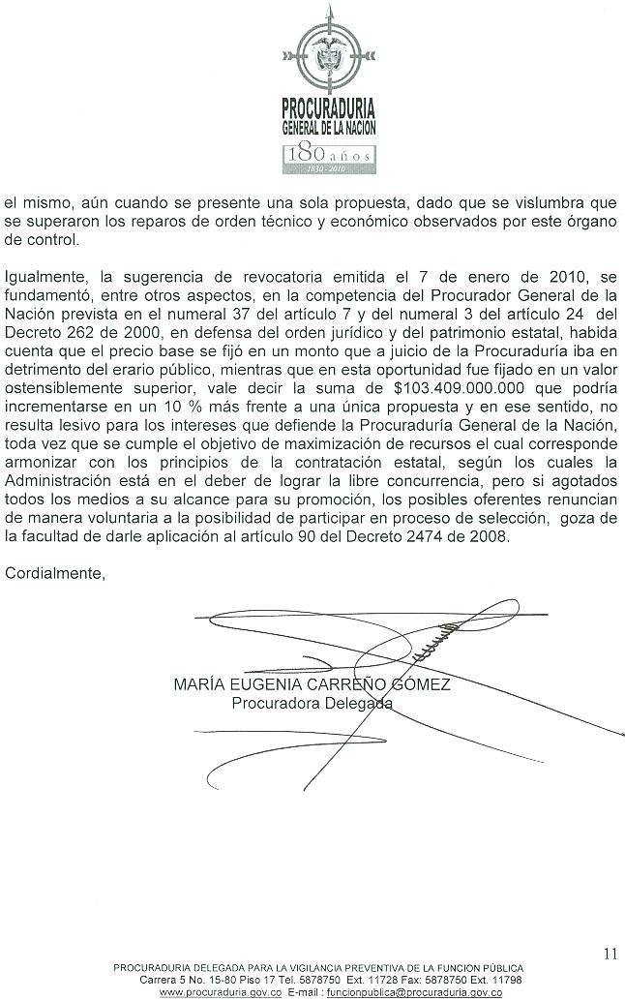 PROCURADURIA
GENERAL DE LA NACION
180 años
1830 - 2010
el mismo, aún cuando se presente una sola propuesta, dado que se vislumbra que
se superaron los reparos de orden técnico y económico observados por este órgano
de control.
Igualmente, la sugerencia de revocatoria emitida el 7 de enero de 2010, se
fundamentó, entre otros aspectos, en la competencia del Procurador General de la
Nación prevista en el numeral 37 del artículo 7 y del numeral 3 del artículo 24 del
Decreto 262 de 2000, en defensa del orden jurídico y del patrimonio estatal, habida
cuenta que el precio base se fijó en un monto que a juicio de la Procuraduría iba en
detrimento del erario público, mientras que en esta oportunidad fue fijado en un valor
ostensiblemente superior, vale decir la suma de $103.409.000.000 que podría
incrementarse en un 10 % más frente a una única propuesta y en ese sentido, no
resulta lesivo para los intereses que defiende la Procuraduría General de la Nación,
toda vez que se cumple el objetivo de maximización de recursos el cual corresponde
armonizar con los principios de la contratación estatal, según los cuales la
Administración está en el deber de lograr la libre concurrencia, pero si agotados
todos los medios a su alcance para su promoción, los posibles oferentes renuncian
de manera voluntaria a la posibilidad de participar en proceso de selección, goza de
la facultad de darle aplicación al artículo 90 del Decreto 2474 de 2008.
Cordialmente,
MARÍA EUGENIA CARREÑO GÓMEZ
Procuradora Delegada
11
PROCURADURIA DELEGADA PARA LA VIGILANCIA PREVENTIVA DE LA FUNCION PÚBLICA
Carrera 5 No. 15-80 Piso 17 Tel. 5878750 Ext. 11728 Fax: 5878750 Ext. 11798
www.procuraduria.gov.co E-mail : funcionpublica@procuraduria.gov.co